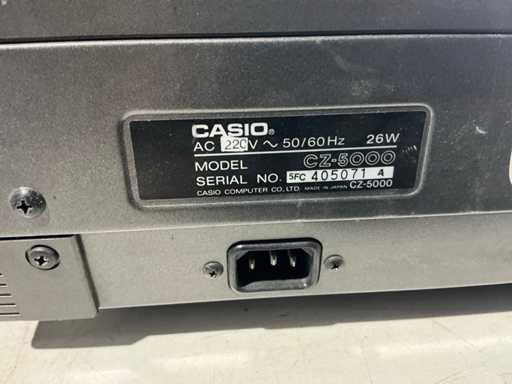 CASIO®
AC 220V ~ 50/60Hz 26W
MODEL CZ-5000
SERIAL NO. 5FC 405071 A
CASIO COMPUTER CO., LTD. MADE IN JAPAN CZ-5000